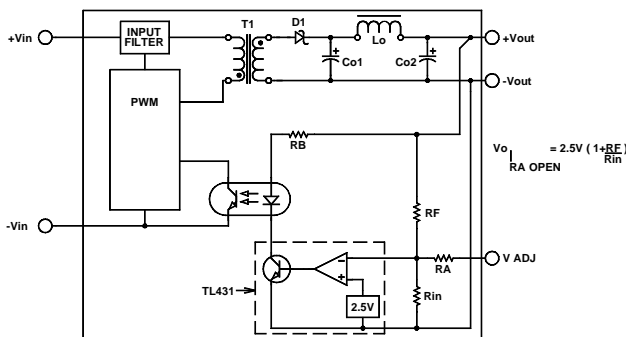 T1
D1
+Vin
INPUT
FILTER
Lo
+Vout
+
Co1
+
Co2
-Vout
PWM
RB
Vo
= 2.5V ( 1+RF )
Rin
RA OPEN
RF
-Vin
V ADJ
RA
−
+
TL431
2.5V
Rin